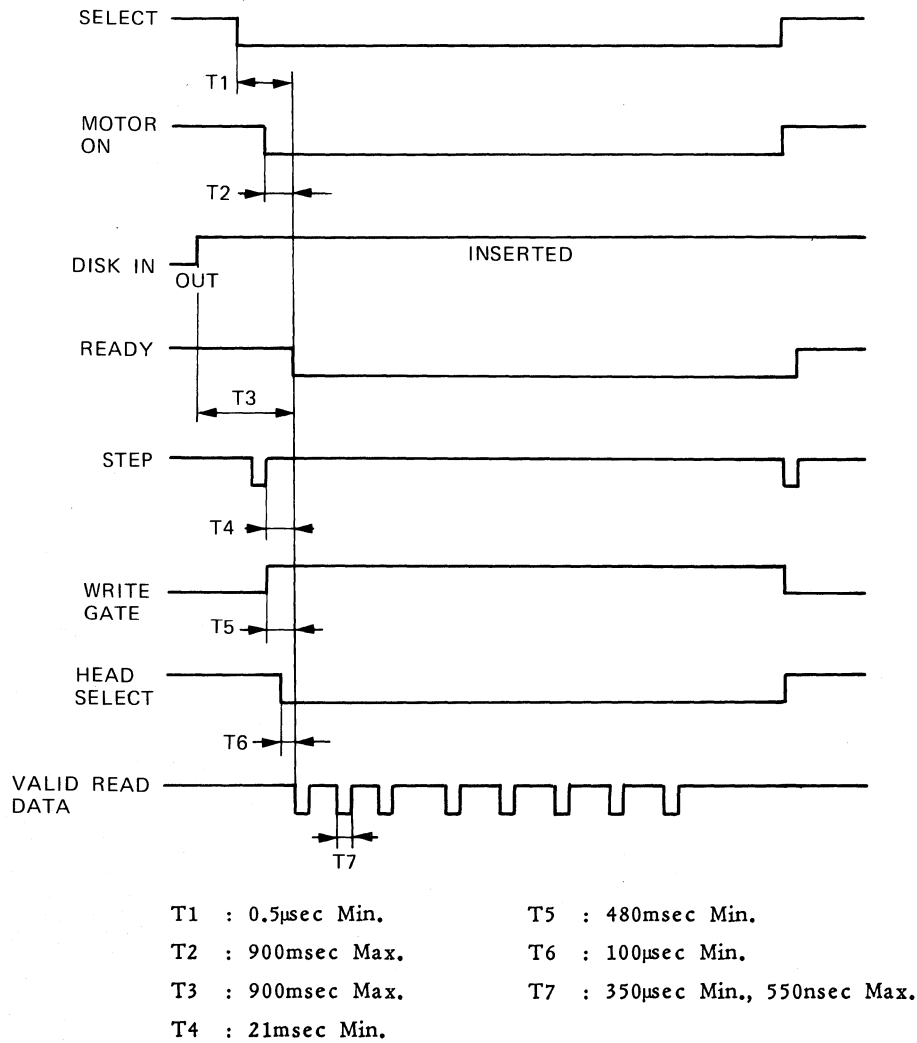 SELECT
T1
MOTOR
ON
T2
INSERTED
DISK IN
OUT
READY
T3
STEP
T4
WRITE
GATE
T5
HEAD
SELECT
T6
VALID READ
DATA
T7
T1 : 0.5μsec Min.
T2 : 900msec Max.
T3 : 900msec Max.
T4 : 21msec Min.
T5 : 480msec Min.
T6 : 100μsec Min.
T7 : 350μsec Min., 550nsec Max.